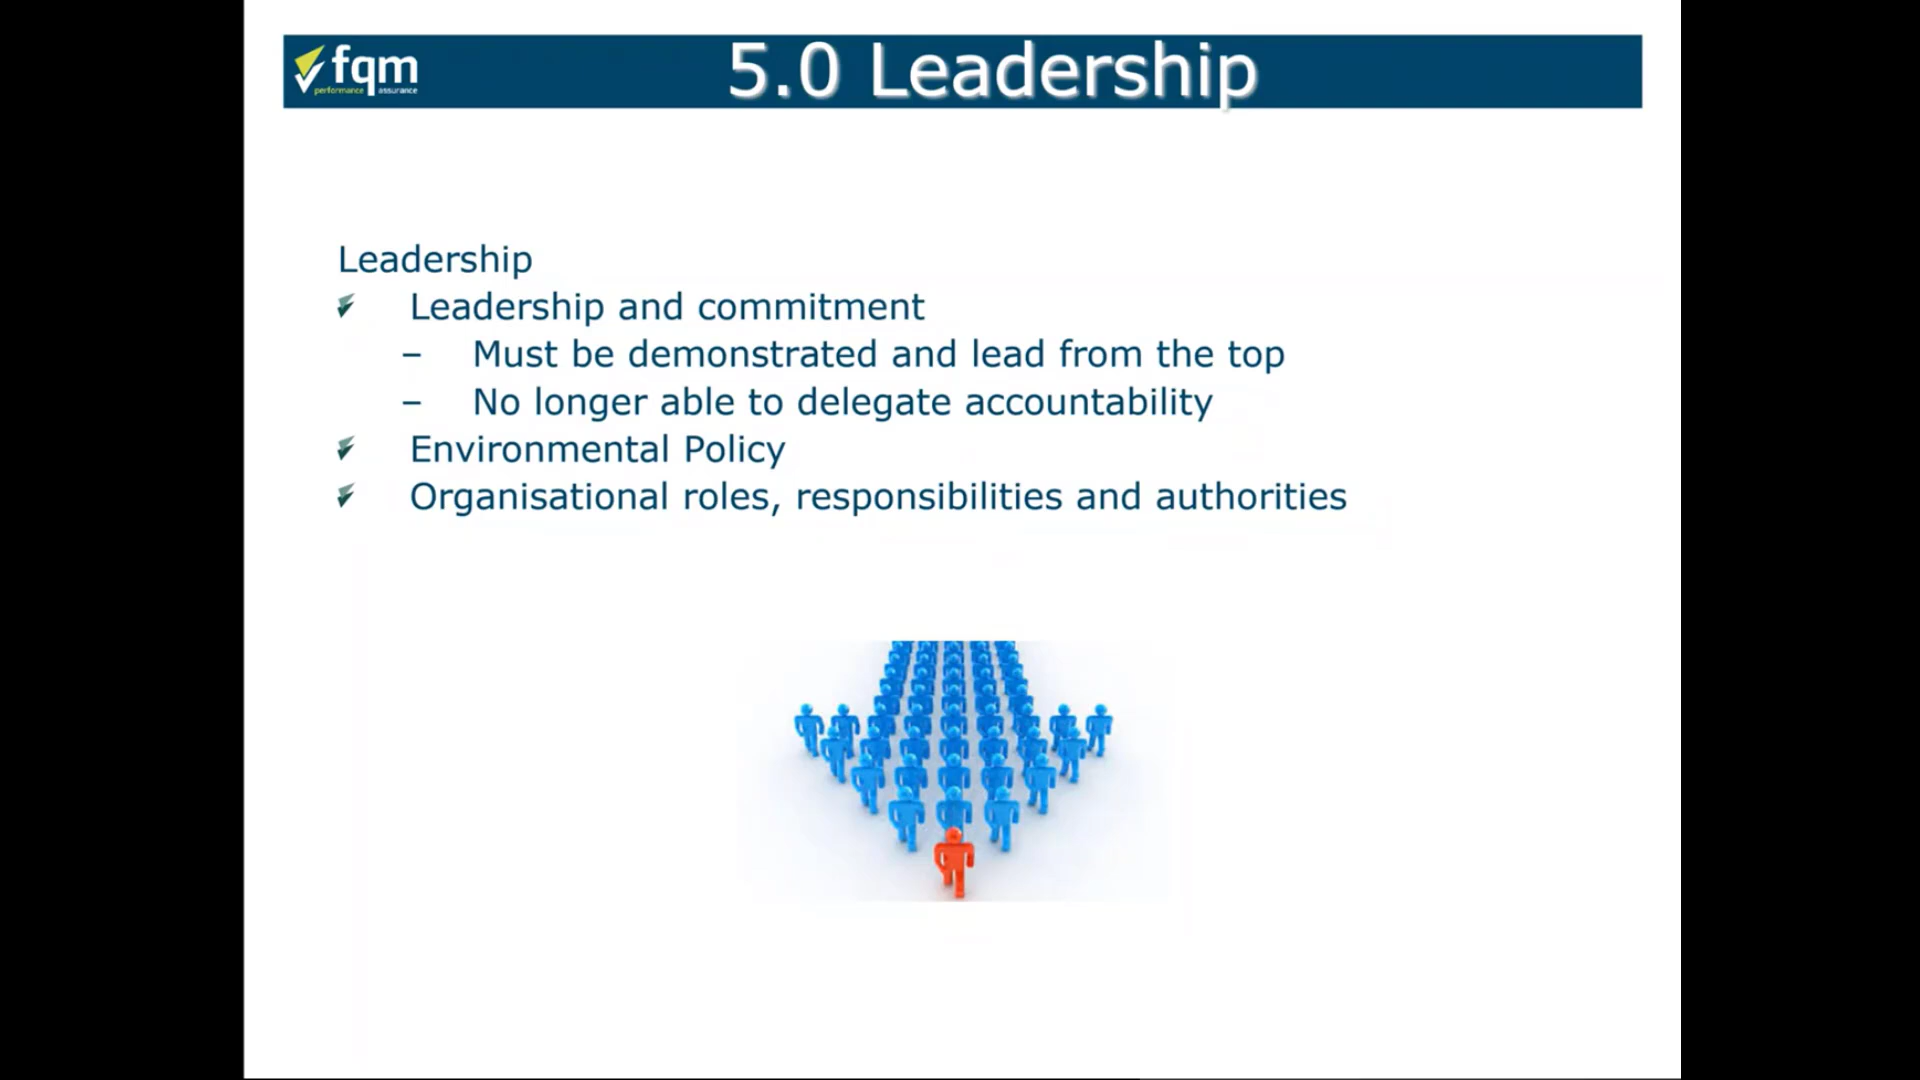 fqm
performance assurance
5.0 Leadership
Leadership
Leadership and commitment
– Must be demonstrated and lead from the top
– No longer able to delegate accountability
Environmental Policy
Organisational roles, responsibilities and authorities